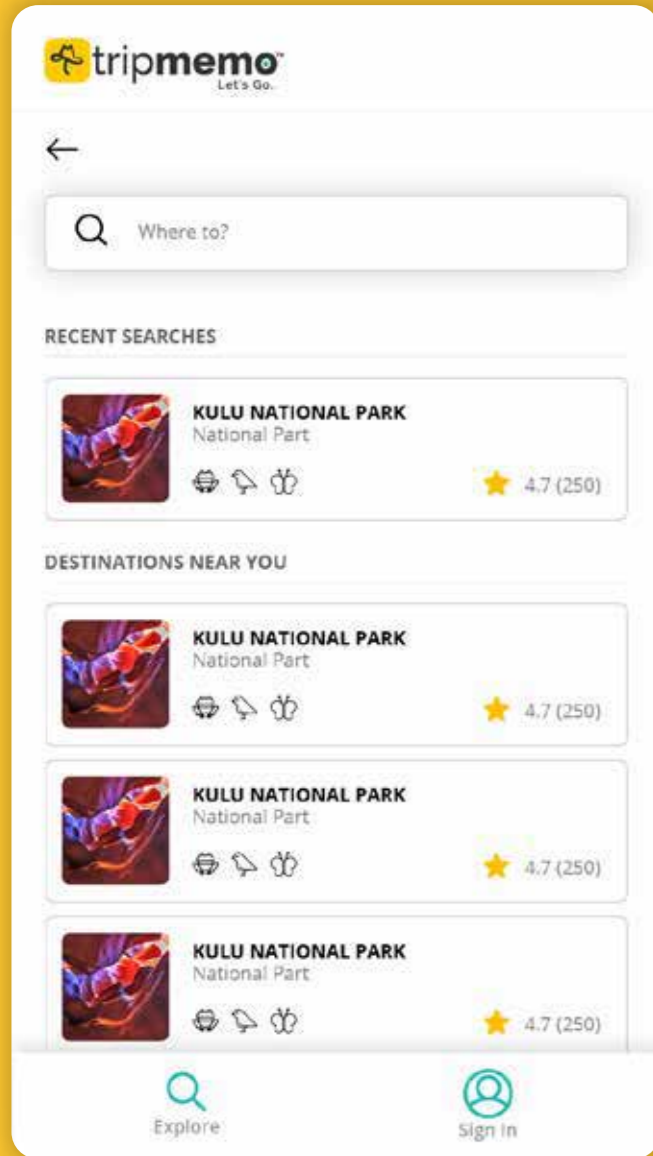 tripmemo™
Let's Go.
Where to?
RECENT SEARCHES
KULU NATIONAL PARK
National Part
4.7 (250)
DESTINATIONS NEAR YOU
KULU NATIONAL PARK
National Part
4.7 (250)
KULU NATIONAL PARK
National Part
4.7 (250)
KULU NATIONAL PARK
National Part
4.7 (250)
Explore
Sign In